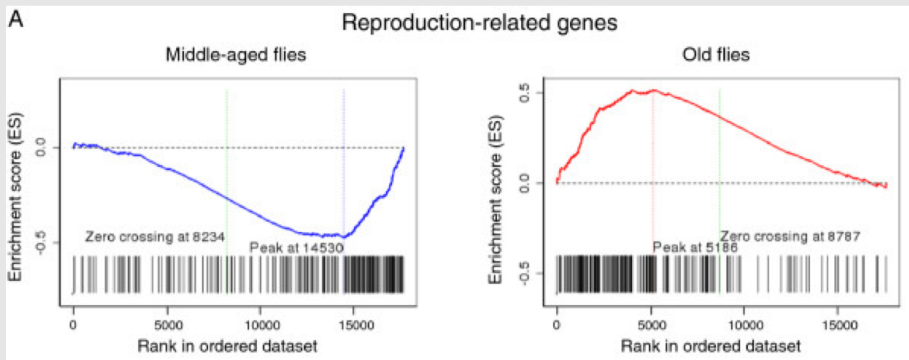 A
Reproduction-related genes
Middle-aged flies
Enrichment score (ES)
0.0
-0.5
Zero crossing at 8234
Peak at 14530
0
5000
10000
15000
Rank in ordered dataset
Old flies
Enrichment score (ES)
0.5
0.0
-0.5
Zero crossing at 8787
Peak at 5186
0
5000
10000
15000
Rank in ordered dataset